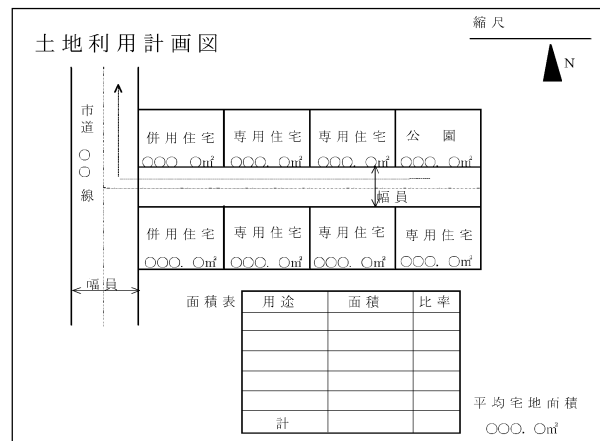 縮尺
土地利用計画図
N
市道○○線
併用住宅 専用住宅 専用住宅 公園
○○○.○㎡ ○○○.○㎡ ○○○.○㎡ ○○○.○㎡
幅員
併用住宅 専用住宅 専用住宅 専用住宅
○○○.○㎡ ○○○.○㎡ ○○○.○㎡ ○○○.○㎡
幅員
面積表 用途 面積 比率
計
平均宅地面積
○○○.○㎡